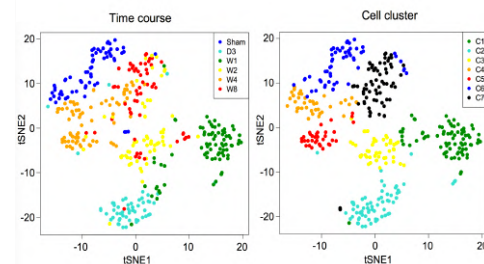 Time course
Cell cluster
20
10
0
-10
-20
-10
0
10
20
tSNE1
tSNE2
Sham
D3
W1
W2
W4
W8
20
10
0
-10
-20
-10
0
10
20
tSNE1
tSNE2
C1
C2
C3
C4
C5
C6
C7